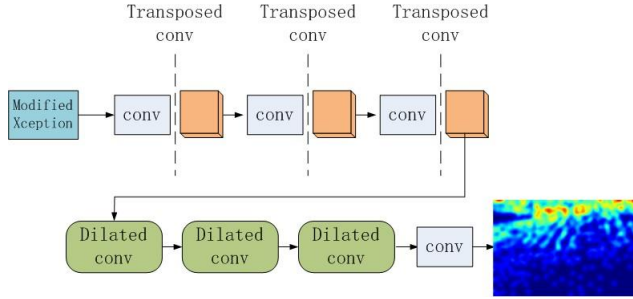 Transposed
conv
Transposed
conv
Transposed
conv
Modified
Xception
conv
conv
conv
Dilated
conv
Dilated
conv
Dilated
conv
conv